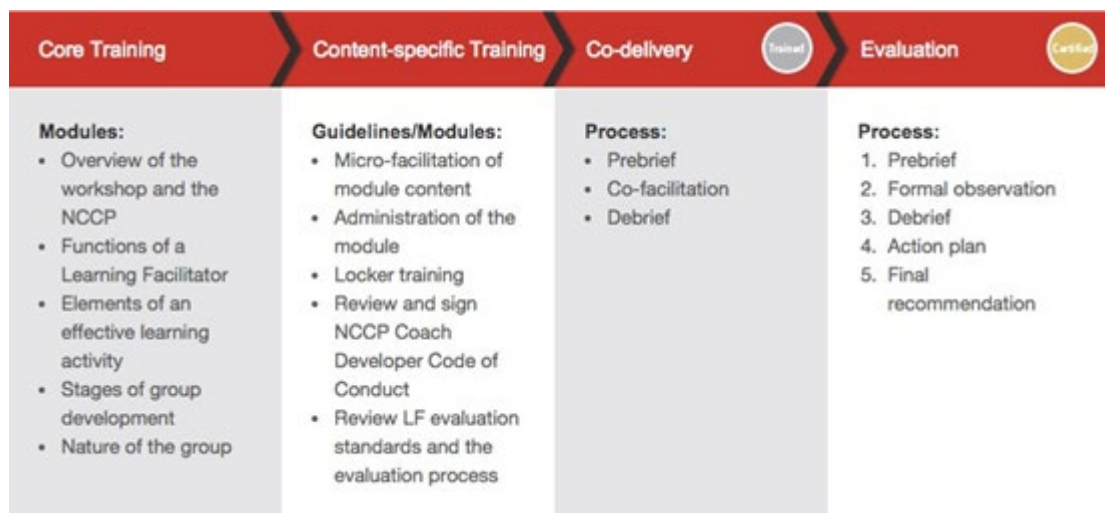 Core Training
Content-specific Training
Co-delivery
Trained
Evaluation
Certified
Modules:
• Overview of the
workshop and the
NCCP
• Functions of a
Learning Facilitator
• Elements of an
effective learning
activity
• Stages of group
development
• Nature of the group
Guidelines/Modules:
• Micro-facilitation of
module content
• Administration of the
module
• Locker training
• Review and sign
NCCP Coach
Developer Code of
Conduct
• Review LF evaluation
standards and the
evaluation process
Process:
• Prebrief
• Co-facilitation
• Debrief
Process:
1. Prebrief
2. Formal observation
3. Debrief
4. Action plan
5. Final
recommendation